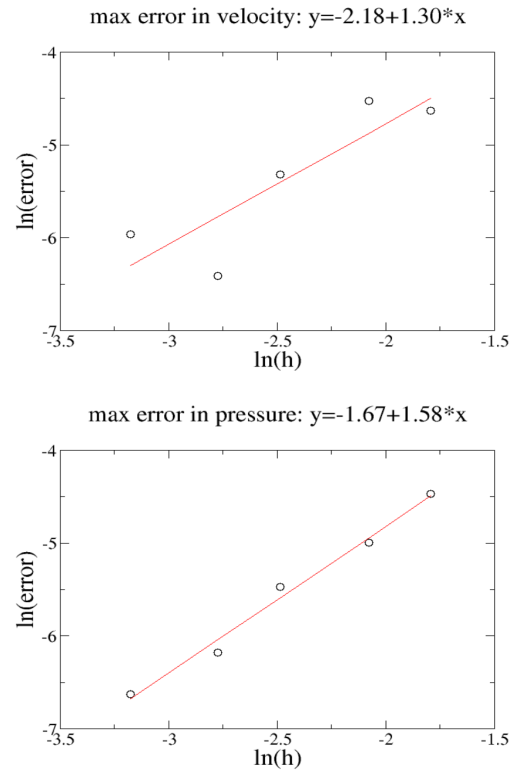 max error in velocity: y=-2.18+1.30*x
-4
-5
-6
-7
ln(error)
-3.5 -3 -2.5 -2 -1.5
ln(h)
max error in pressure: y=-1.67+1.58*x
-4
-5
-6
-7
ln(error)
-3.5 -3 -2.5 -2 -1.5
ln(h)